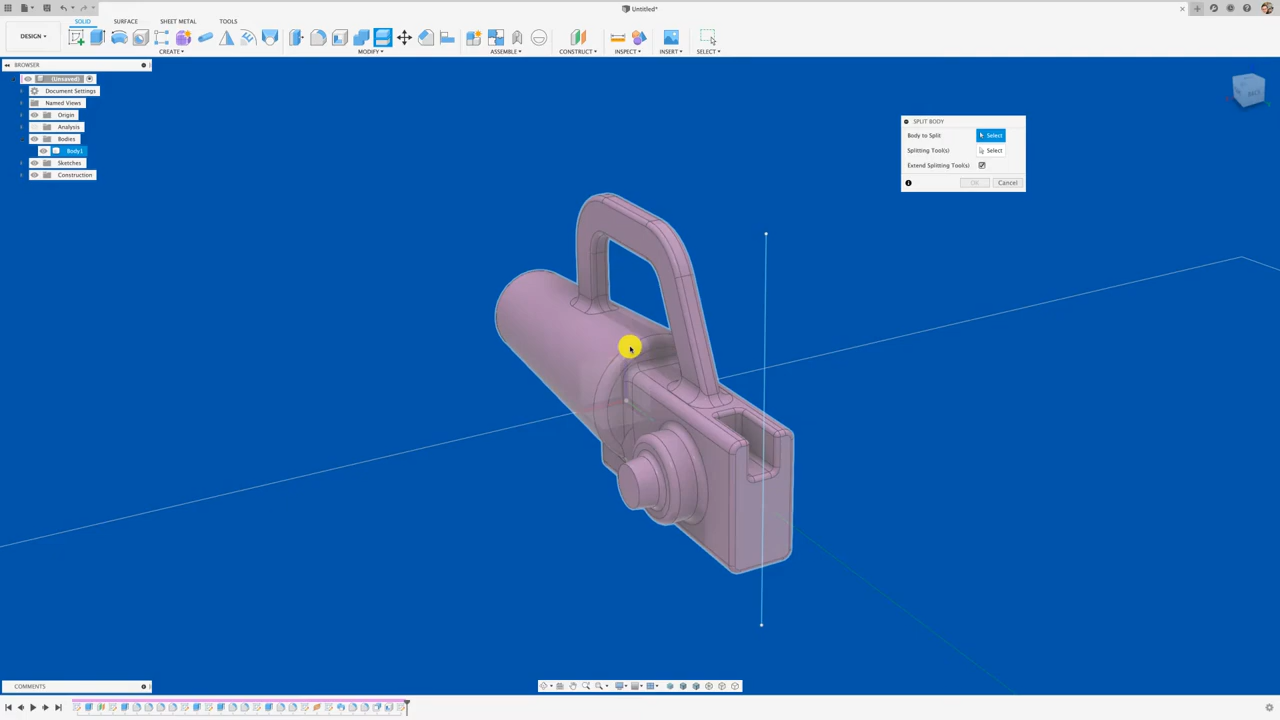 Untitled*
DESIGN
SOLID
SURFACE
SHEET METAL
TOOLS
CREATE
MODIFY
ASSEMBLE
CONSTRUCT
INSPECT
INSERT
SELECT
BROWSER
(Unsaved)
Document Settings
Named Views
Origin
Analysis
Bodies
Body1
Sketches
Construction
BACK
SPLIT BODY
Body to Split
Select
Splitting Tool(s)
Select
Extend Splitting Tool(s)
OK
Cancel
COMMENTS